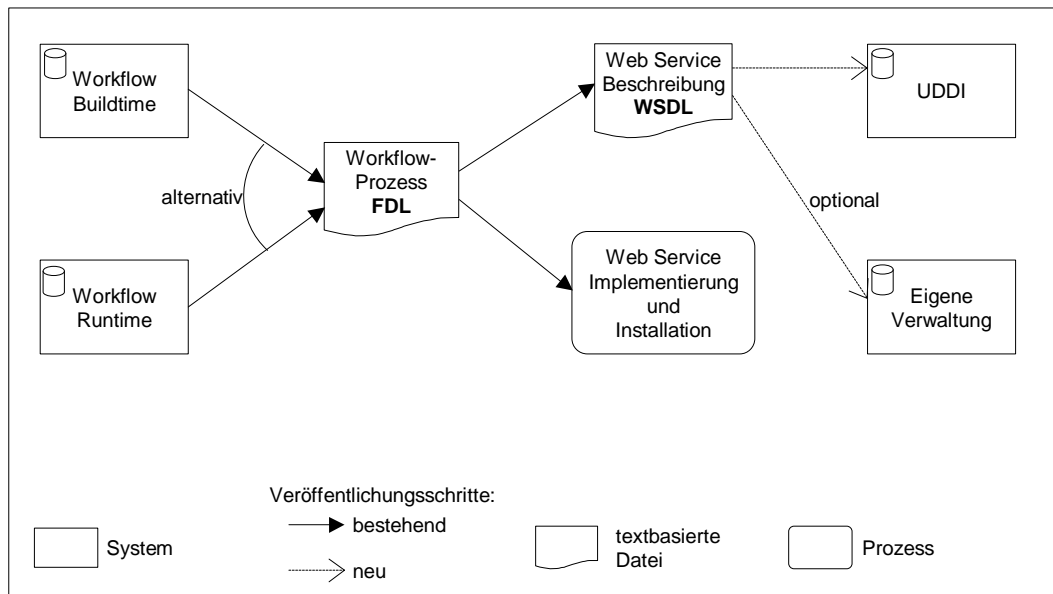 Workflow
Buildtime
Web Service
Beschreibung
WSDL
UDDI
Workflow-
Prozess
FDL
alternativ
optional
Workflow
Runtime
Web Service
Implementierung
und
Installation
Eigene
Verwaltung
Veröffentlichungsschritte:
bestehend
neu
System
textbasierte
Datei
Prozess